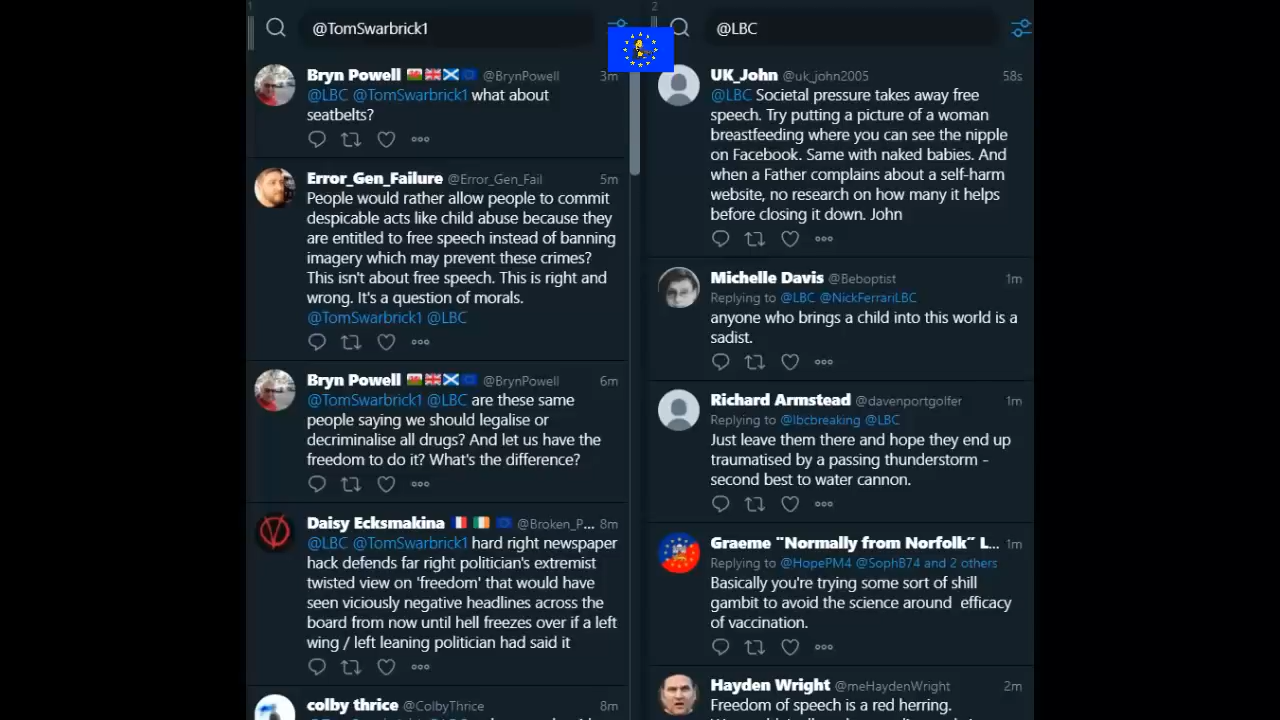 1
@TomSwarbrick1
Bryn Powell @BrynPowell 3m
@LBC @TomSwarbrick1 what about
seatbelts?
Error_Gen_Failure @Error_Gen_Fail 5m
People would rather allow people to commit
despicable acts like child abuse because they
are entitled to free speech instead of banning
imagery which may prevent these crimes?
This isn't about free speech. This is right and
wrong. It's a question of morals.
@TomSwarbrick1 @LBC
Bryn Powell @BrynPowell 6m
@TomSwarbrick1 @LBC are these same
people saying we should legalise or
decriminalise all drugs? And let us have the
freedom to do it? What's the difference?
Daisy Ecksmakina @Broken_P... 8m
@LBC @TomSwarbrick1 hard right newspaper
hack defends far right politician's extremist
twisted view on 'freedom' that would have
seen viciously negative headlines across the
board from now until hell freezes over if a left
wing / left leaning politician had said it
colby thrice @ColbyThrice 8m
2
@LBC
UK_John @uk_john2005 58s
@LBC Societal pressure takes away free
speech. Try putting a picture of a woman
breastfeeding where you can see the nipple
on Facebook. Same with naked babies. And
when a Father complains about a self-harm
website, no research on how many it helps
before closing it down. John
Michelle Davis @Beboptist 1m
Replying to @LBC @NickFerrariLBC
anyone who brings a child into this world is a
sadist.
Richard Armstead @davenportgolfer 1m
Replying to @lbcbreaking @LBC
Just leave them there and hope they end up
traumatised by a passing thunderstorm -
second best to water cannon.
Graeme "Normally from Norfolk" L... 1m
Replying to @HopePM4 @SophB74 and 2 others
Basically you're trying some sort of shill
gambit to avoid the science around efficacy
of vaccination.
Hayden Wright @meHaydenWright 2m
Freedom of speech is a red herring.